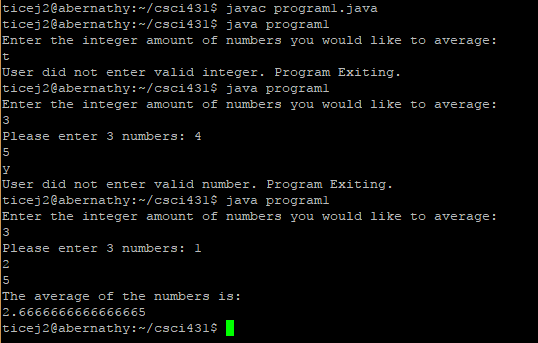 ticej2@abernathy:~/csci431$ javac program1.java
ticej2@abernathy:~/csci431$ java program1
Enter the integer amount of numbers you would like to average:
t
User did not enter valid integer. Program Exiting.
ticej2@abernathy:~/csci431$ java program1
Enter the integer amount of numbers you would like to average:
3
Please enter 3 numbers: 4
5
y
User did not enter valid number. Program Exiting.
ticej2@abernathy:~/csci431$ java program1
Enter the integer amount of numbers you would like to average:
3
Please enter 3 numbers: 1
2
5
The average of the numbers is:
2.6666666666666665
ticej2@abernathy:~/csci431$